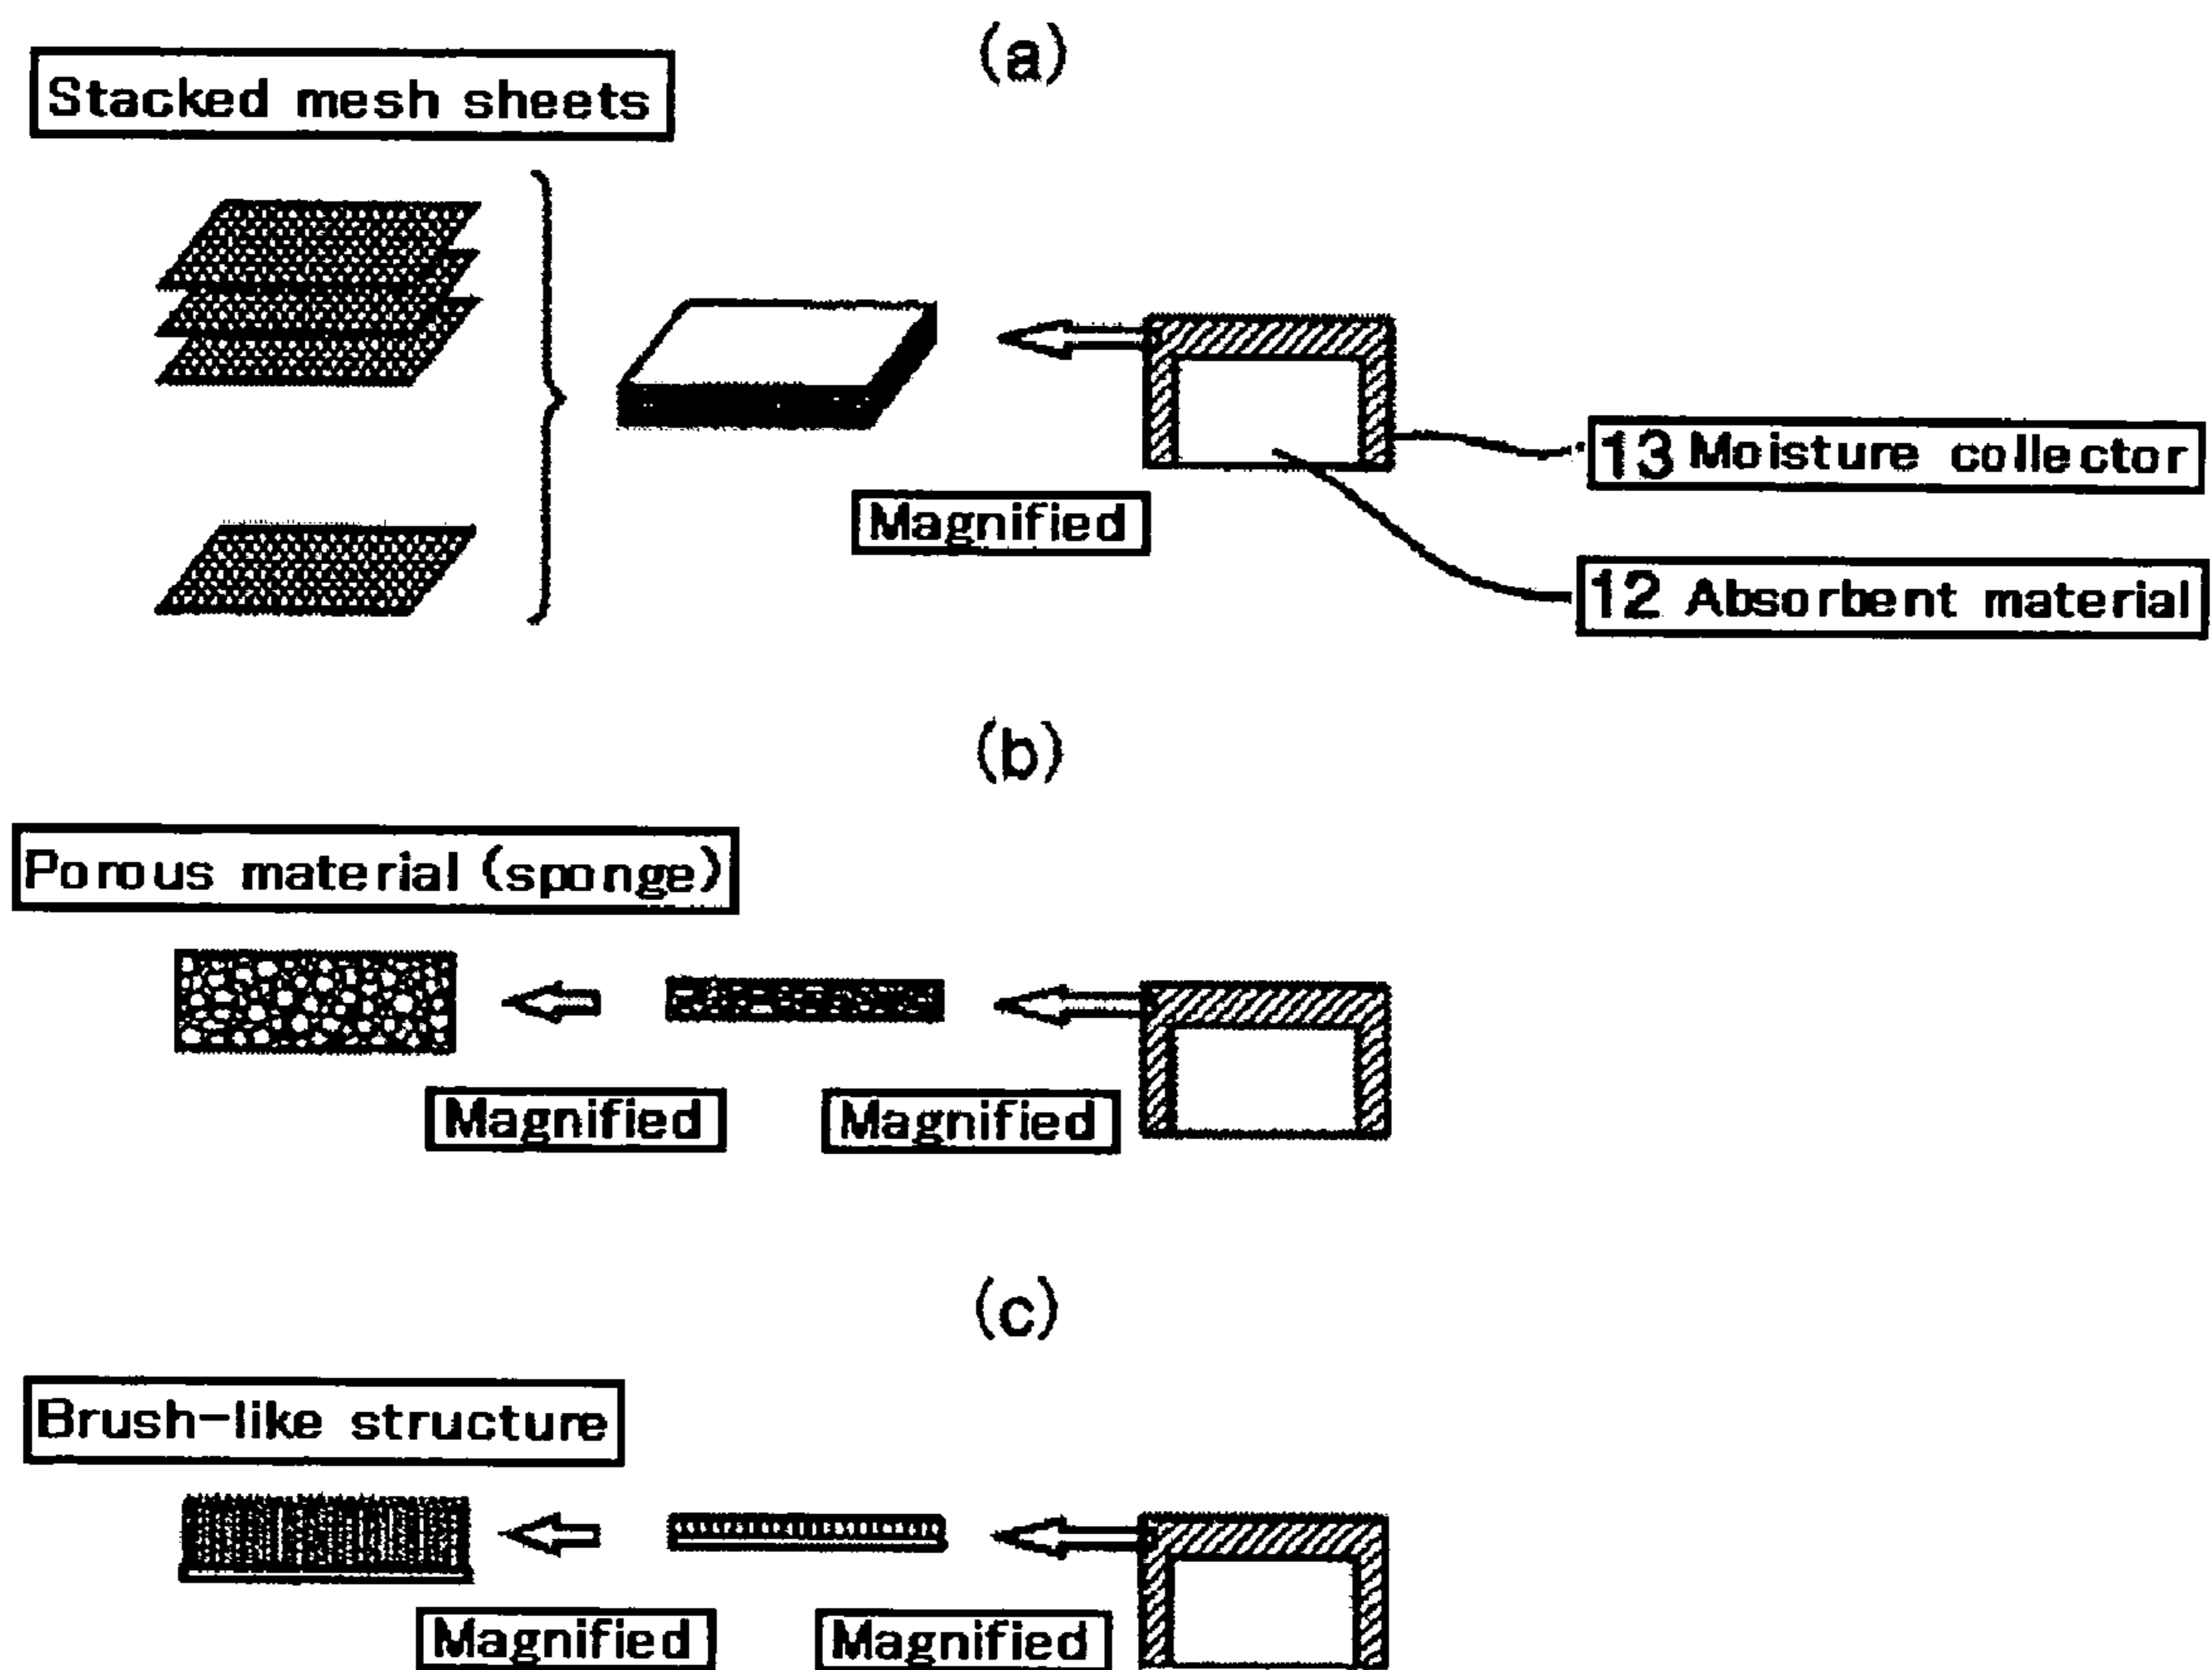 (a)
Stacked mesh sheets
13 Moisture collector
Magnified
12 Absorbent material
(b)
Porous material (sponge)
Magnified
Magnified
(c)
Brush-like structure
Magnified
Magnified